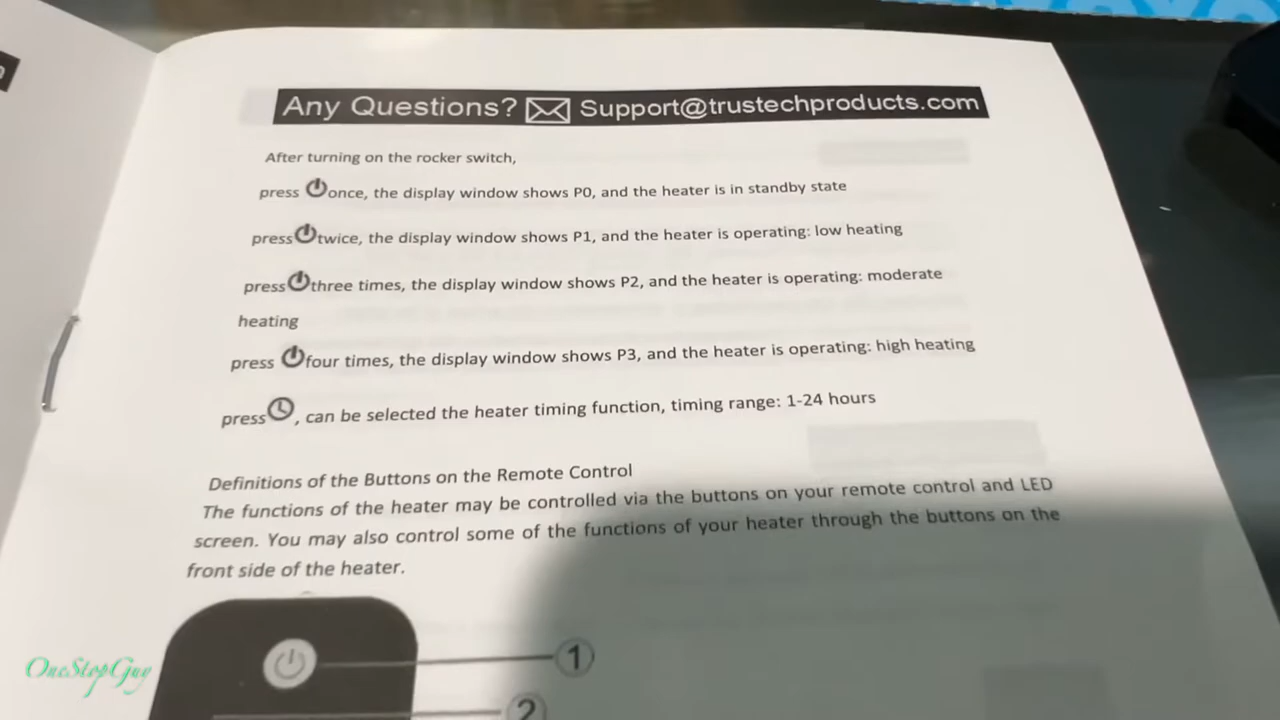 Any Questions? Support@trustechproducts.com
After turning on the rocker switch,
press once, the display window shows P0, and the heater is in standby state
press twice, the display window shows P1, and the heater is operating: low heating
press three times, the display window shows P2, and the heater is operating: moderate
heating
press four times, the display window shows P3, and the heater is operating: high heating
press , can be selected the heater timing function, timing range: 1-24 hours
Definitions of the Buttons on the Remote Control
The functions of the heater may be controlled via the buttons on your remote control and LED
screen. You may also control some of the functions of your heater through the buttons on the
front side of the heater.
1
2
OneStopGuy